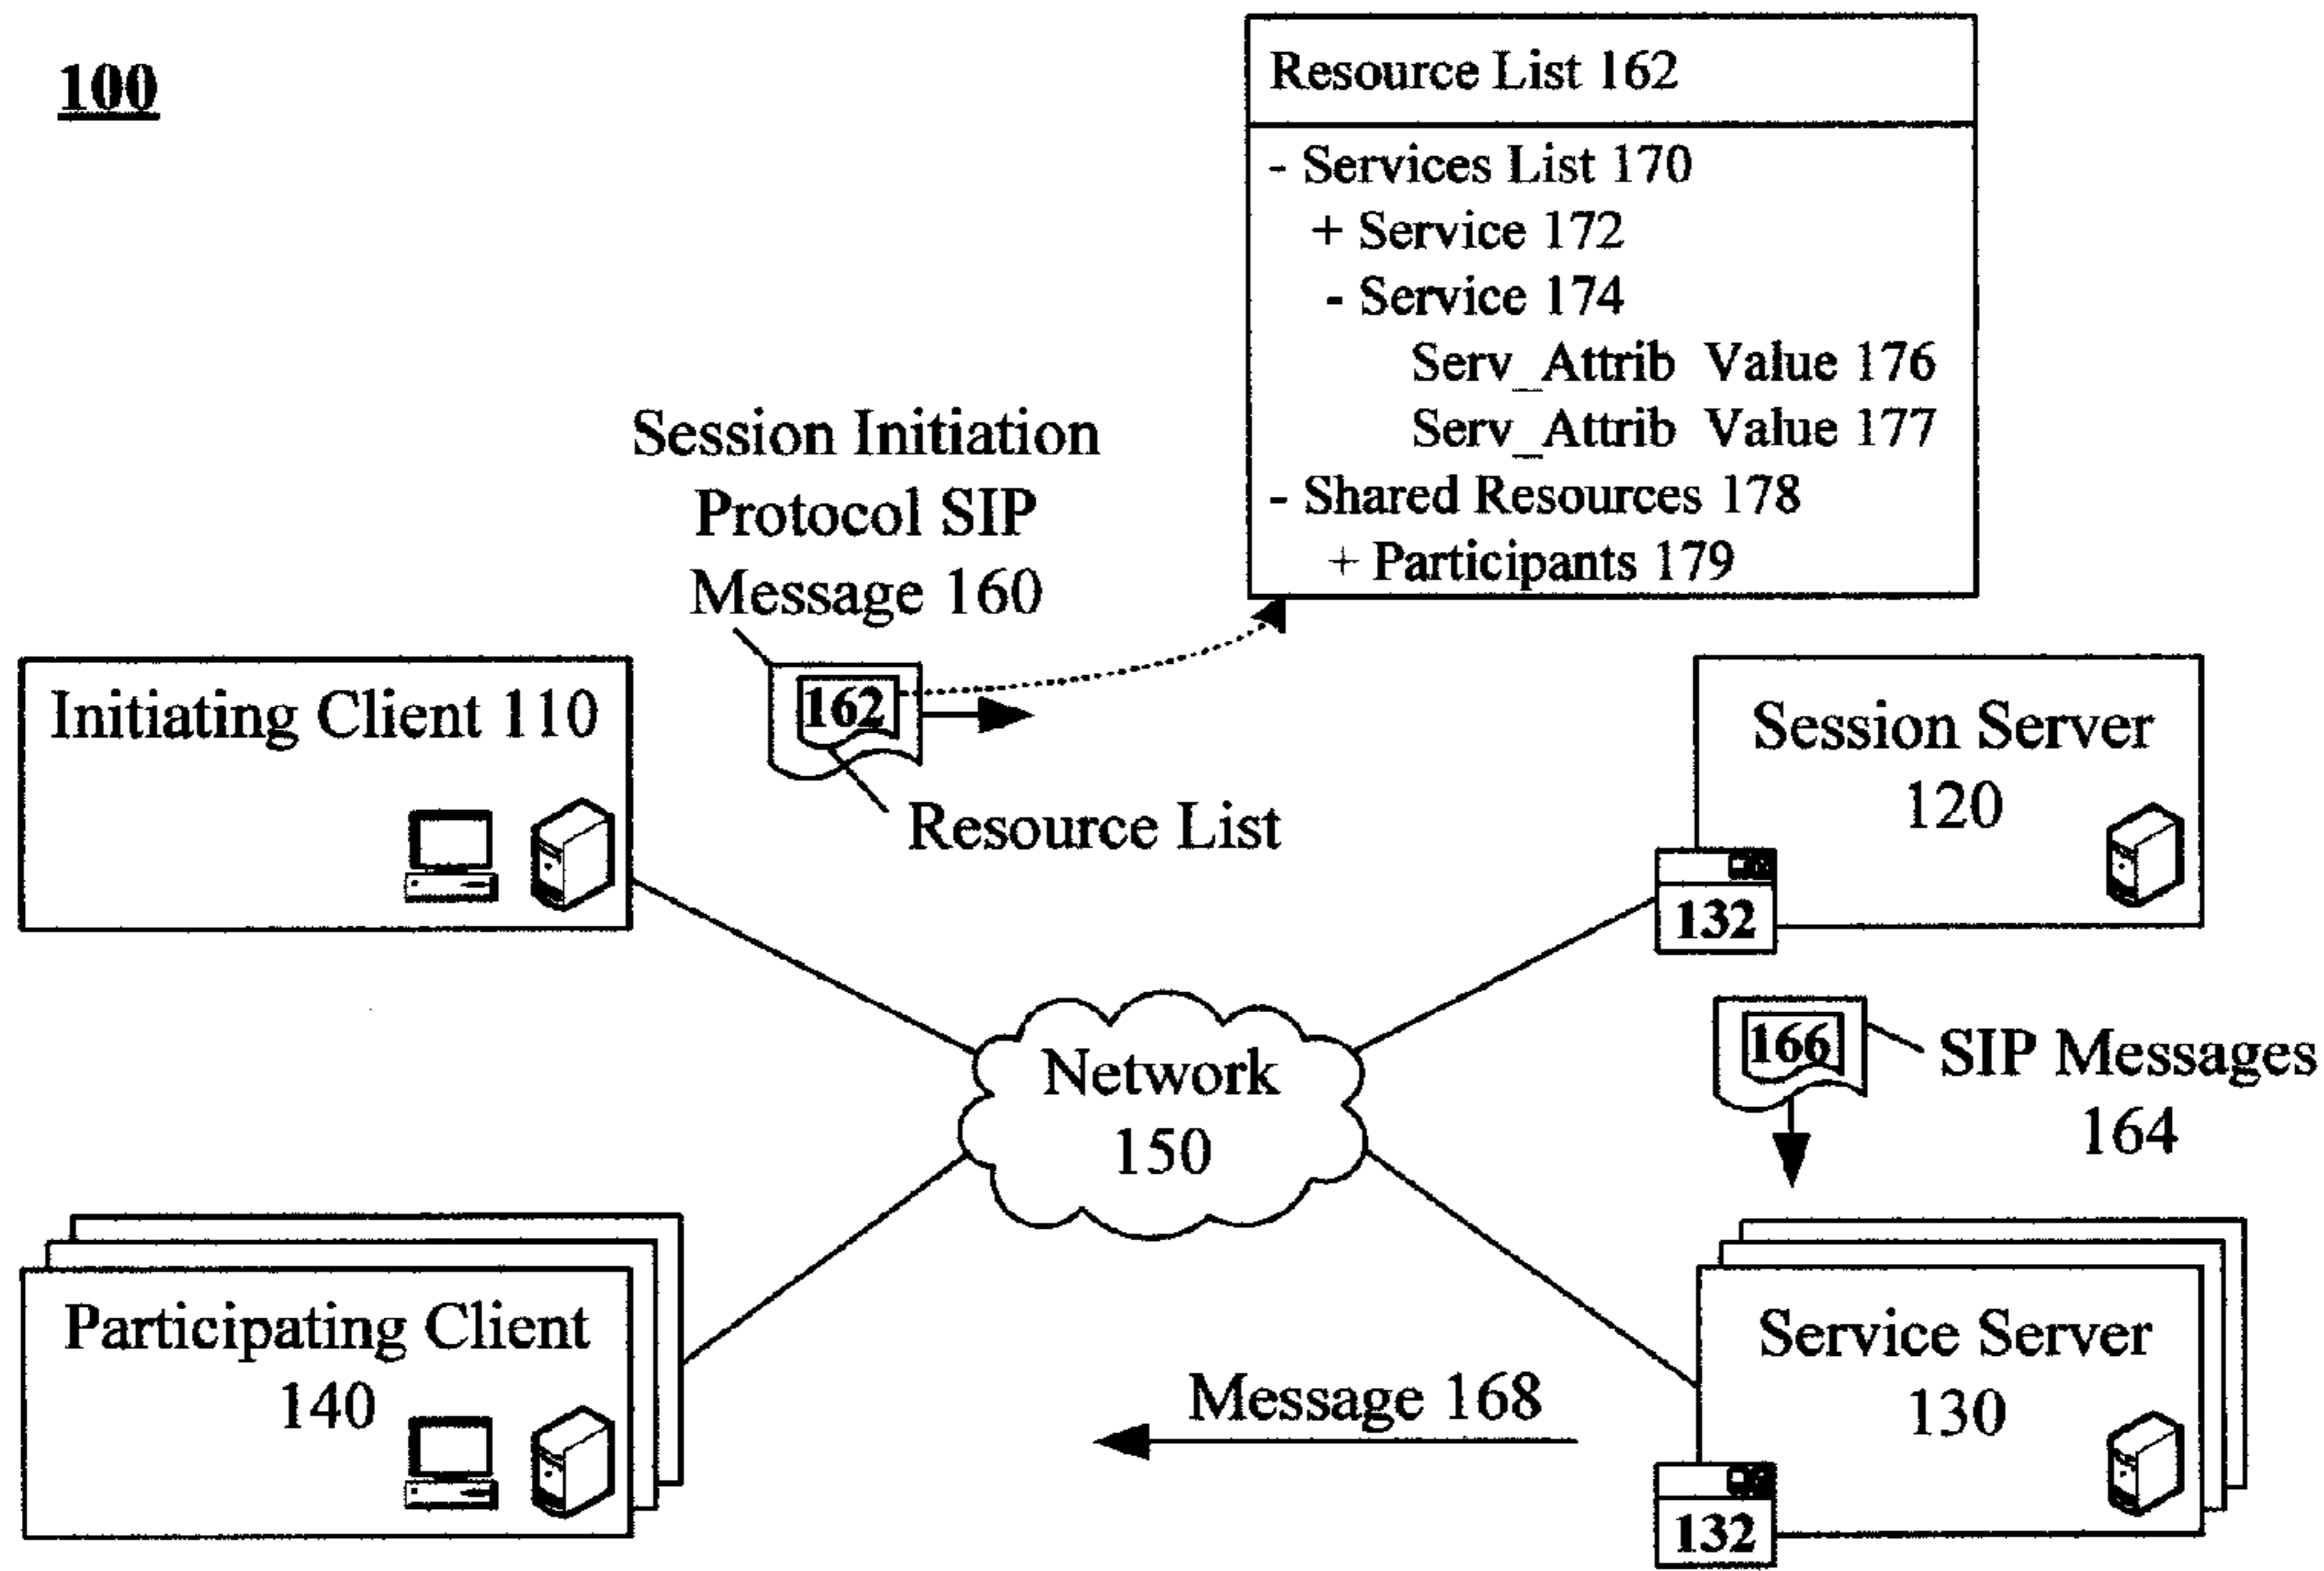 100
Resource List 162
- Services List 170
+ Service 172
- Service 174
Serv_Attrib Value 176
Serv_Attrib Value 177
- Shared Resources 178
+ Participants 179
Session Initiation
Protocol SIP
Message 160
162
Resource List
Initiating Client 110
Session Server
120
132
Network
150
166
SIP Messages
164
Participating Client
140
Message 168
Service Server
130
132